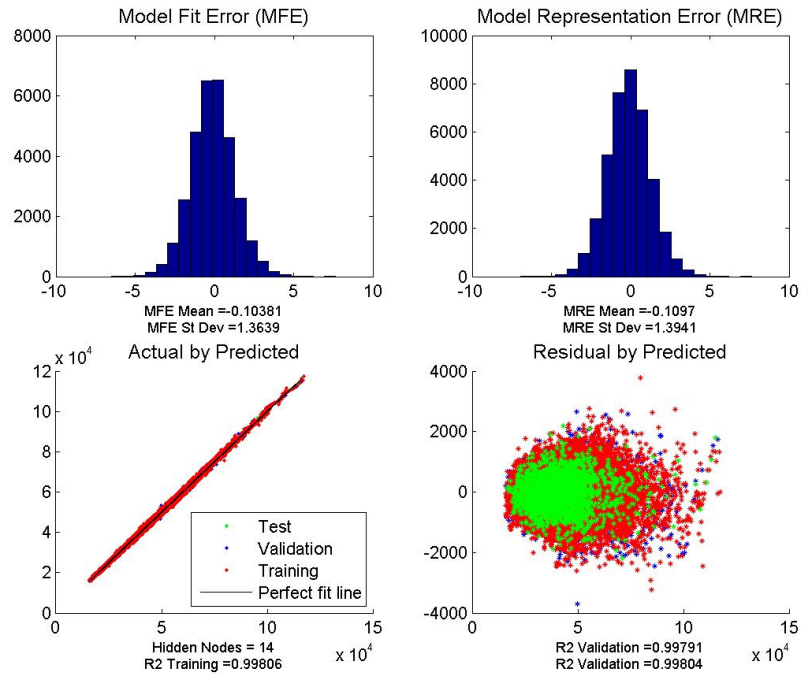 Model Fit Error (MFE)
8000
6000
4000
2000
0
-10 -5 0 5 10
MFE Mean =-0.10381
MFE St Dev =1.3639
Model Representation Error (MRE)
10000
8000
6000
4000
2000
0
-10 -5 0 5 10
MRE Mean =-0.1097
MRE St Dev =1.3941
Actual by Predicted
x 10^4
12
10
8
6
4
2
0
0 5 10 15
x 10^4
Test
Validation
Training
Perfect fit line
Hidden Nodes = 14
R2 Training =0.99806
Residual by Predicted
4000
2000
0
-2000
-4000
0 5 10 15
x 10^4
R2 Validation =0.99791
R2 Validation =0.99804